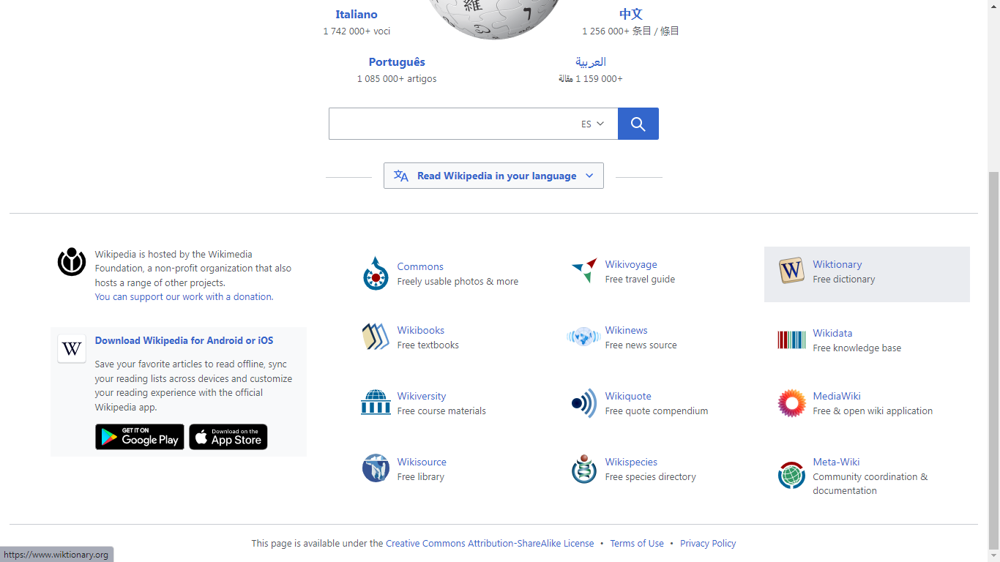 Italiano
1 742 000+ voci
中文
1 256 000+ 条目 / 條目
Português
1 085 000+ artigos
العربية
1 159 000+ مقالة
ES
Read Wikipedia in your language
Wikipedia is hosted by the Wikimedia
Foundation, a non-profit organization that also
hosts a range of other projects.
You can support our work with a donation.
Download Wikipedia for Android or iOS
W
Save your favorite articles to read offline, sync
your reading lists across devices and customize
your reading experience with the official
Wikipedia app.
GET IT ON
Google Play
Download on the
App Store
Commons
Freely usable photos & more
Wikivoyage
Free travel guide
W
Wiktionary
Free dictionary
Wikibooks
Free textbooks
Wikinews
Free news source
Wikidata
Free knowledge base
Wikiversity
Free course materials
Wikiquote
Free quote compendium
MediaWiki
Free & open wiki application
Wikisource
Free library
Wikispecies
Free species directory
Meta-Wiki
Community coordination &
documentation
This page is available under the Creative Commons Attribution-ShareAlike License • Terms of Use • Privacy Policy
https://www.wiktionary.org